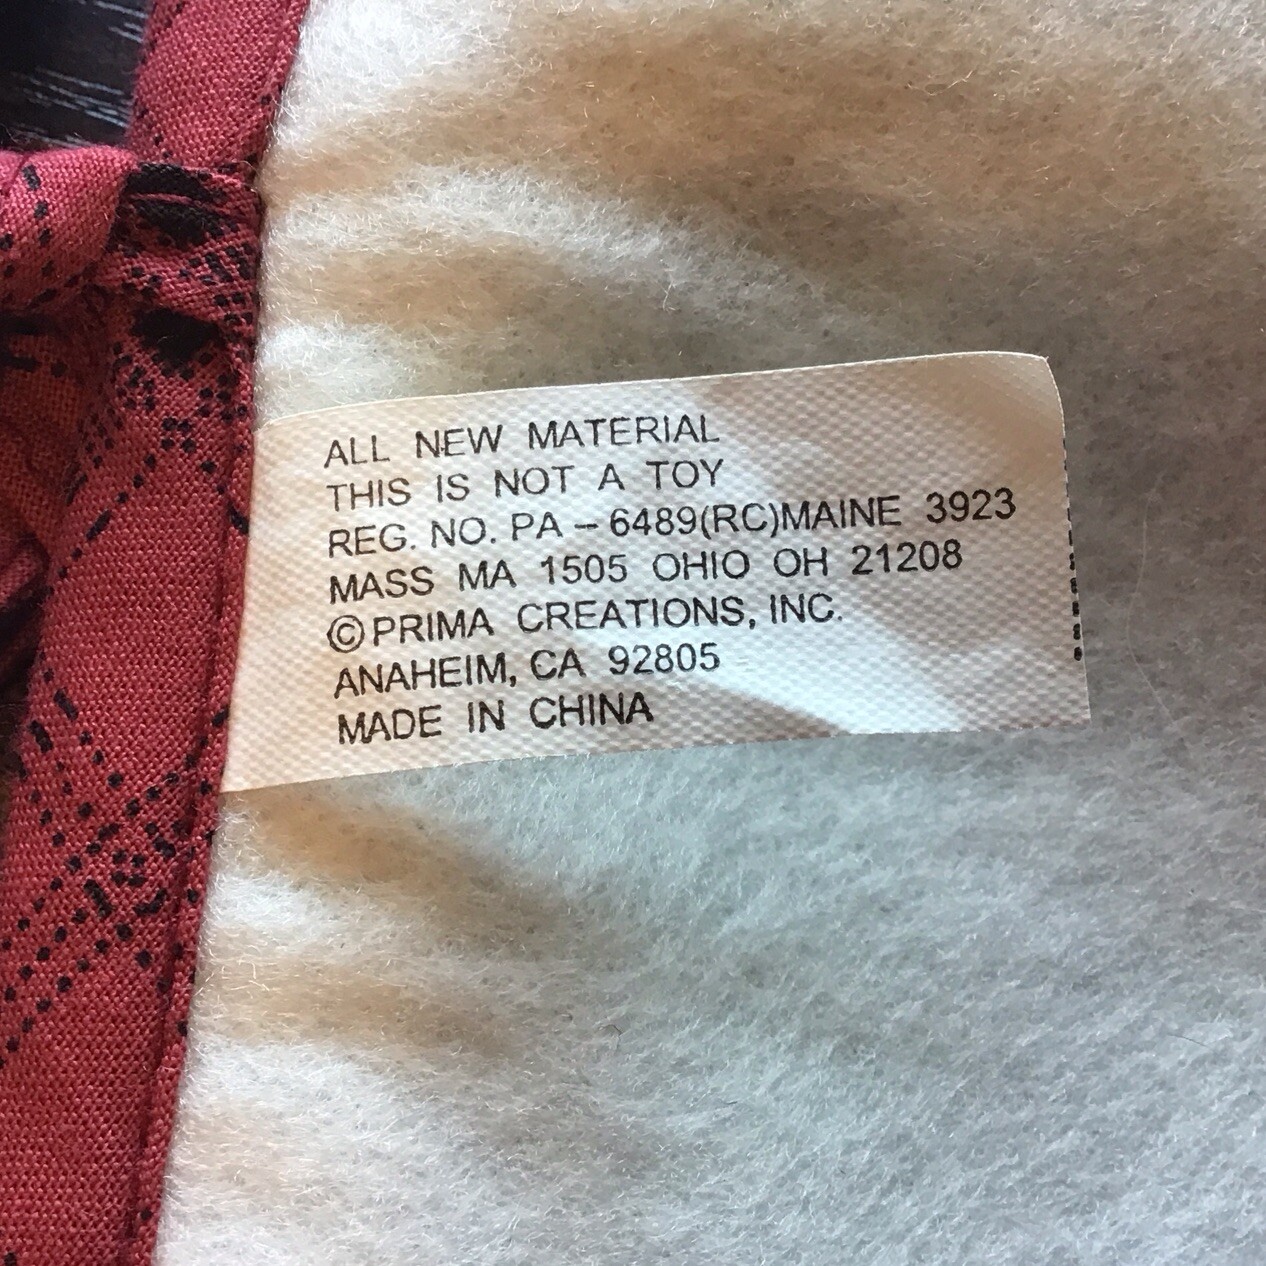 ALL NEW MATERIAL
THIS IS NOT A TOY
REG. NO. PA – 6489(RC)MAINE 3923
MASS MA 1505 OHIO OH 21208
©PRIMA CREATIONS, INC.
ANAHEIM, CA 92805
MADE IN CHINA